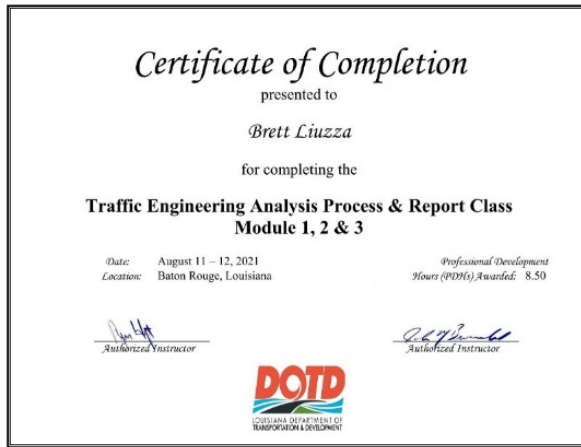 Certificate of Completion
presented to
Brett Liuzza
for completing the
Traffic Engineering Analysis Process & Report Class
Module 1, 2 & 3
Date: August 11 – 12, 2021
Location: Baton Rouge, Louisiana
Professional Development
Hours (PDHs) Awarded: 8.50
Authorized Instructor
Authorized Instructor
DOTD
LOUISIANA DEPARTMENT OF
TRANSPORTATION & DEVELOPMENT